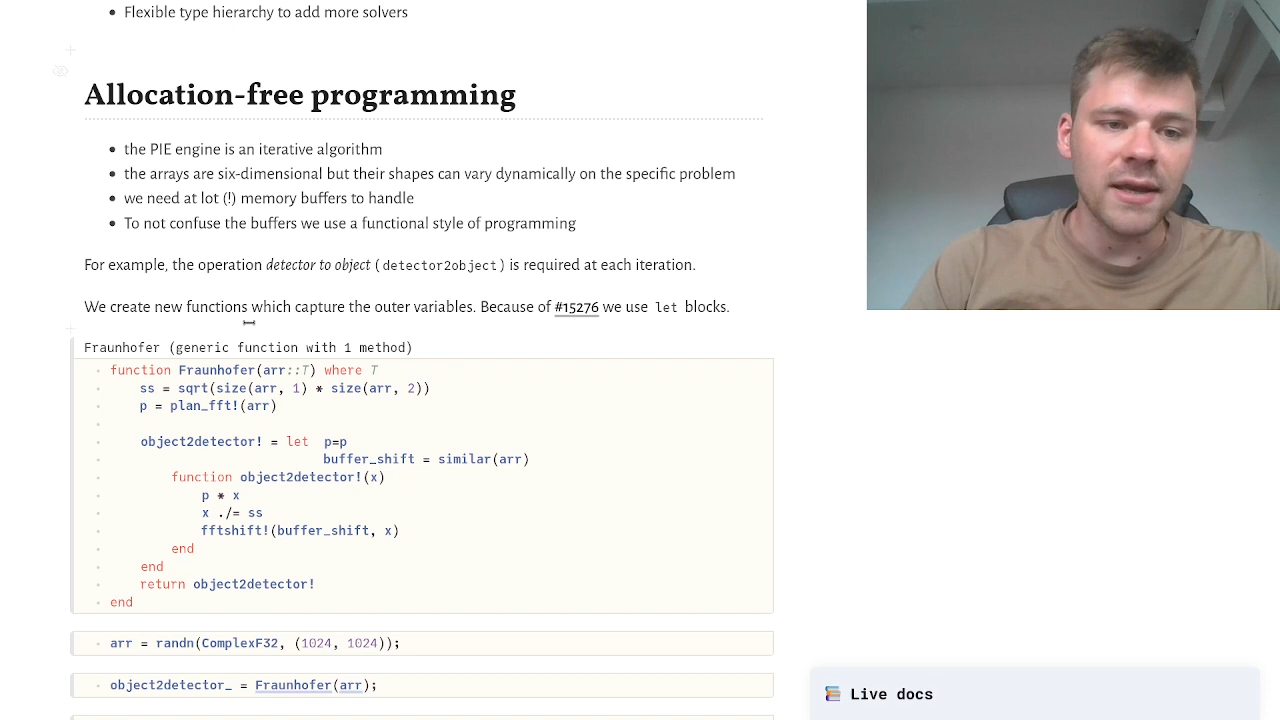 Flexible type hierarchy to add more solvers
Allocation-free programming
the PIE engine is an iterative algorithm
the arrays are six-dimensional but their shapes can vary dynamically on the specific problem
we need at lot (!) memory buffers to handle
To not confuse the buffers we use a functional style of programming
For example, the operation detector to object (detector2object) is required at each iteration.
We create new functions which capture the outer variables. Because of #15276 we use let blocks.
Fraunhofer (generic function with 1 method)
function Fraunhofer(arr::T) where T
ss = sqrt(size(arr, 1) * size(arr, 2))
p = plan_fft!(arr)
object2detector! = let p=p
buffer_shift = similar(arr)
function object2detector!(x)
p * x
x ./= ss
fftshift!(buffer_shift, x)
end
end
return object2detector!
end
arr = randn(ComplexF32, (1024, 1024));
object2detector_ = Fraunhofer(arr);
Live docs